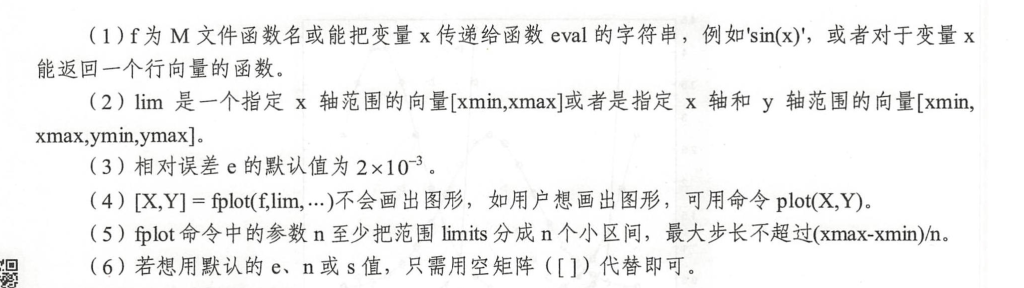 （1）f 为 M 文件函数名或能把变量 x 传递给函数 eval 的字符串，例如'sin(x)'，或者对于变量 x
能返回一个行向量的函数。
（2）lim 是一个指定 x 轴范围的向量[xmin,xmax]或者是指定 x 轴和 y 轴范围的向量[xmin,
xmax,ymin,ymax]。
（3）相对误差 e 的默认值为 2×10⁻³。
（4）[X,Y] = fplot(f,lim,…)不会画出图形，如用户想画出图形，可用命令 plot(X,Y)。
（5）fplot 命令中的参数 n 至少把范围 limits 分成 n 个小区间，最大步长不超过(xmax-xmin)/n。
（6）若想用默认的 e、n 或 s 值，只需用空矩阵（[ ]）代替即可。